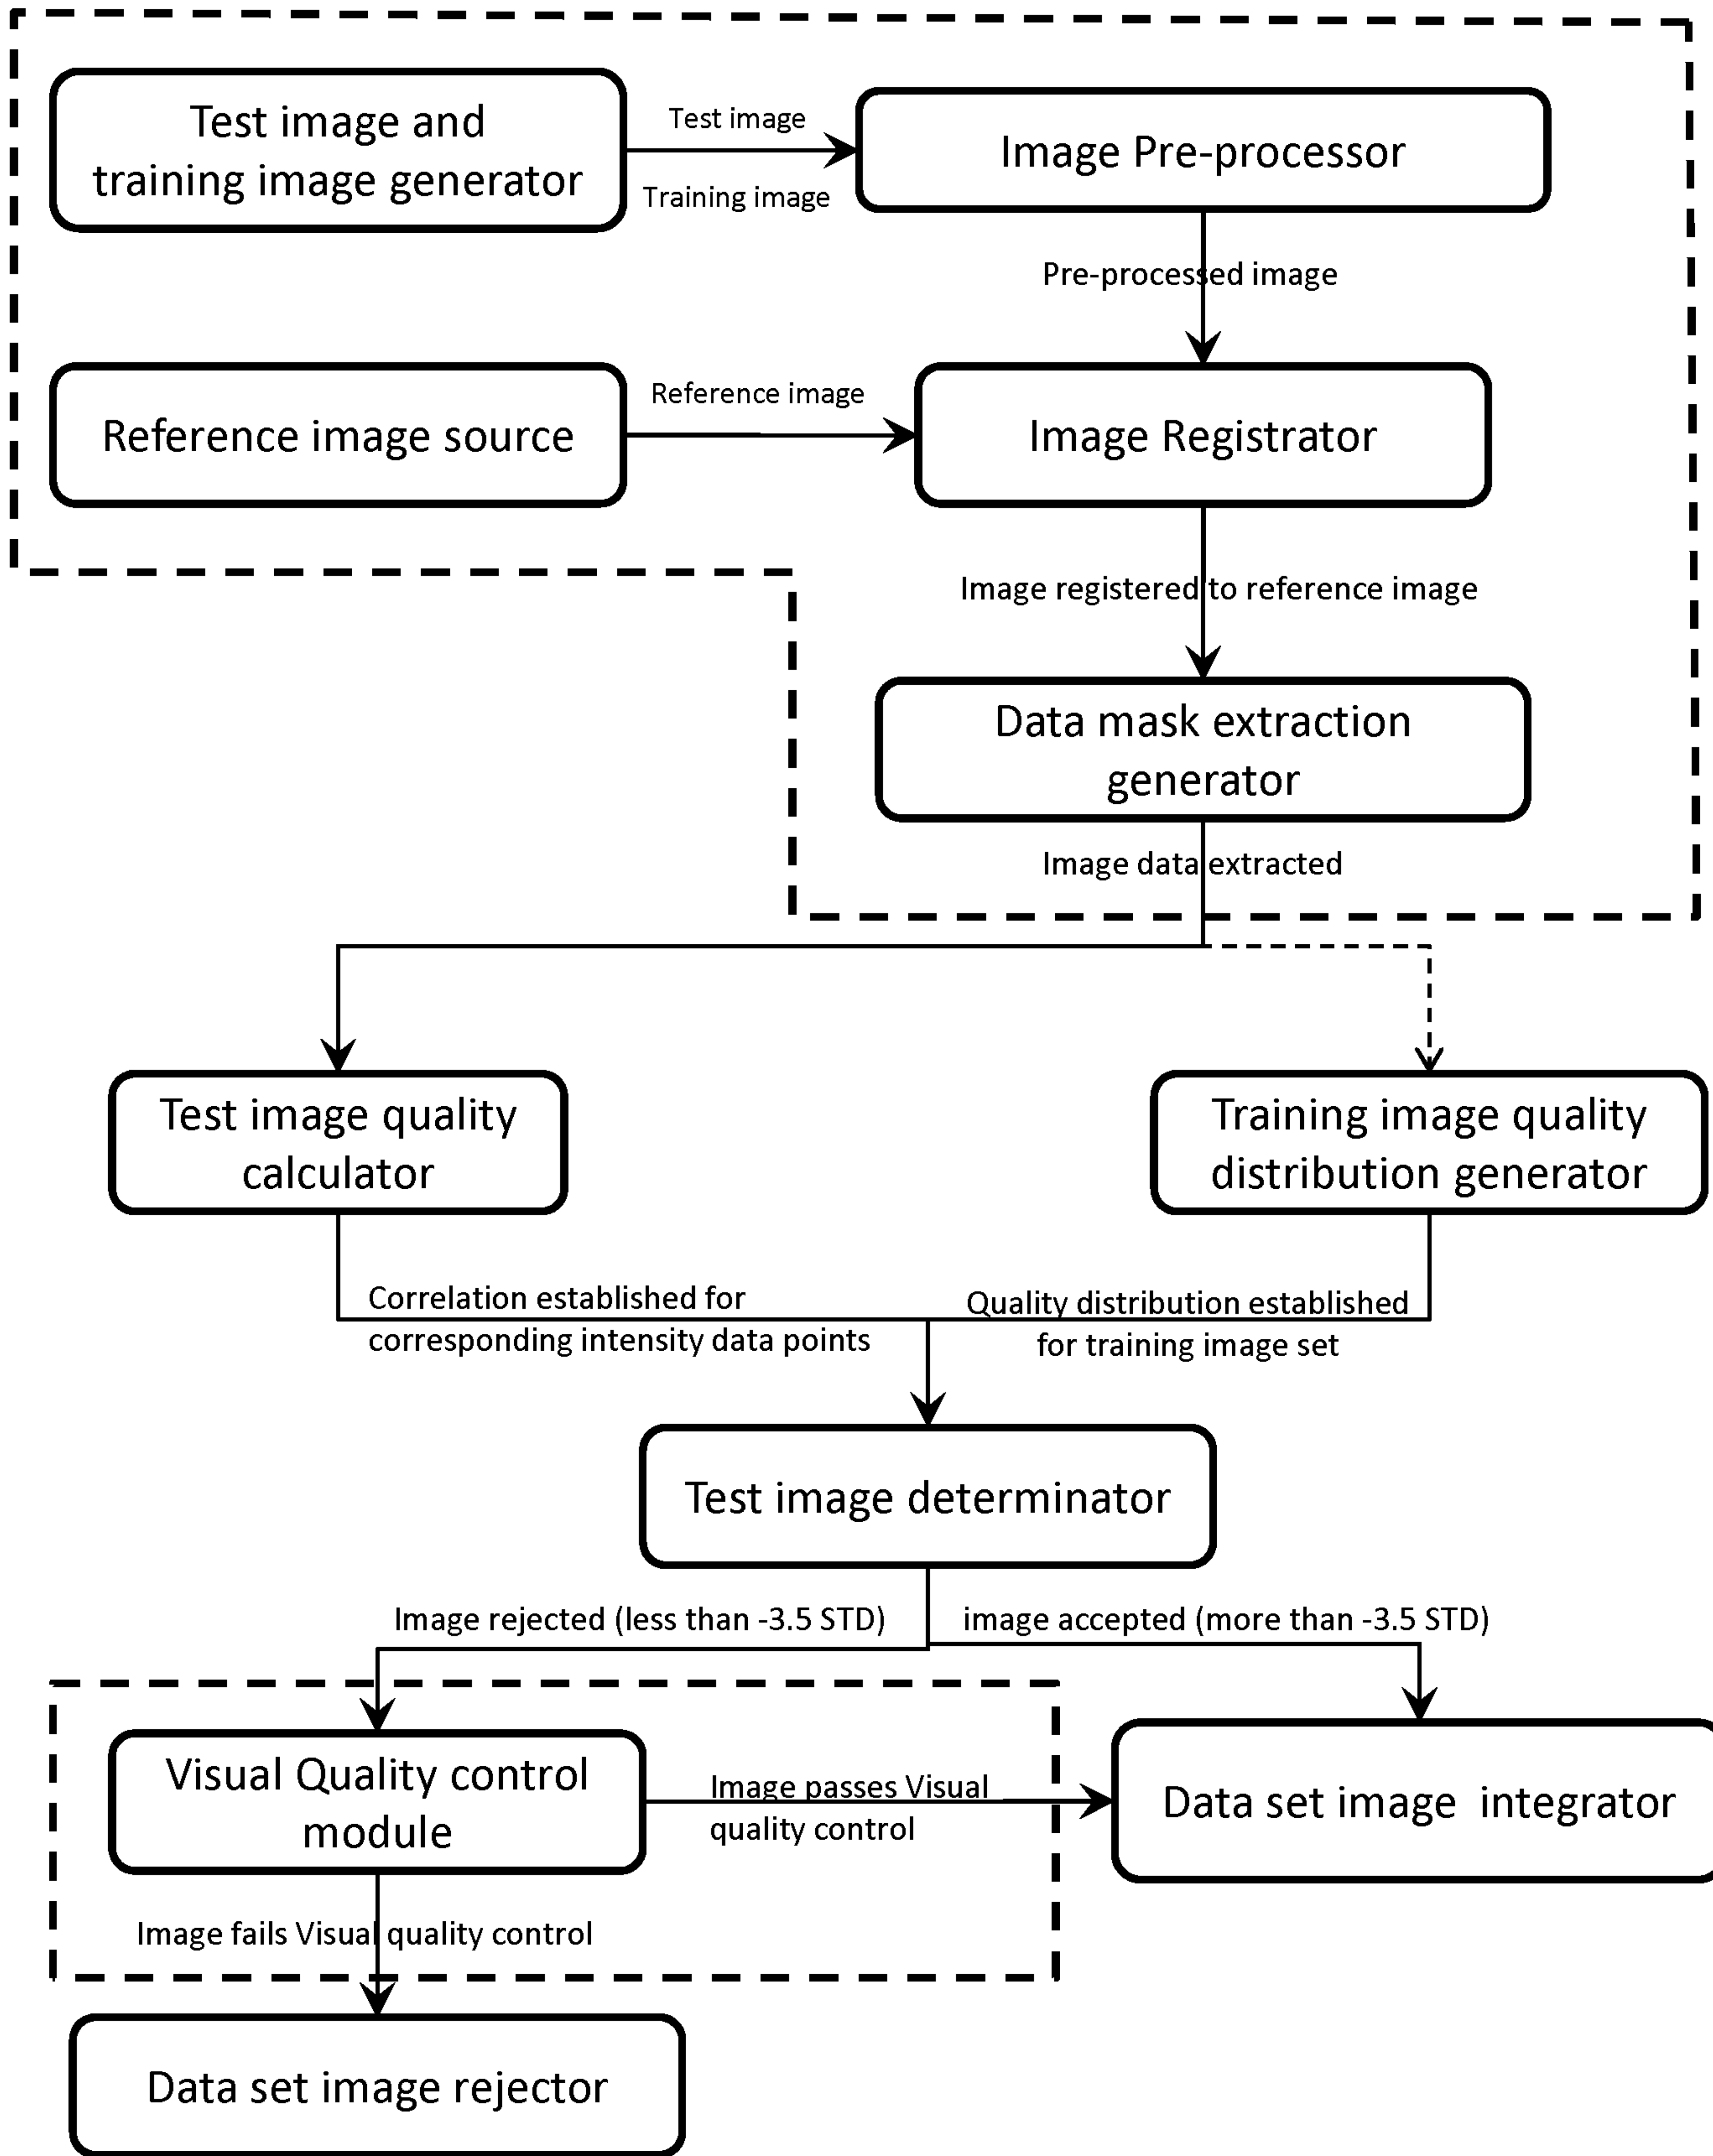 Test image and
training image generator
Test image
Training image
Image Pre-processor
Pre-processed image
Reference image source
Reference image
Image Registrator
Image registered to reference image
Data mask extraction
generator
Image data extracted
Test image quality
calculator
Training image quality
distribution generator
Correlation established for
corresponding intensity data points
Quality distribution established
for training image set
Test image determinator
Image rejected (less than -3.5 STD)
image accepted (more than -3.5 STD)
Visual Quality control
module
Image passes Visual
quality control
Data set image integrator
Image fails Visual quality control
Data set image rejector